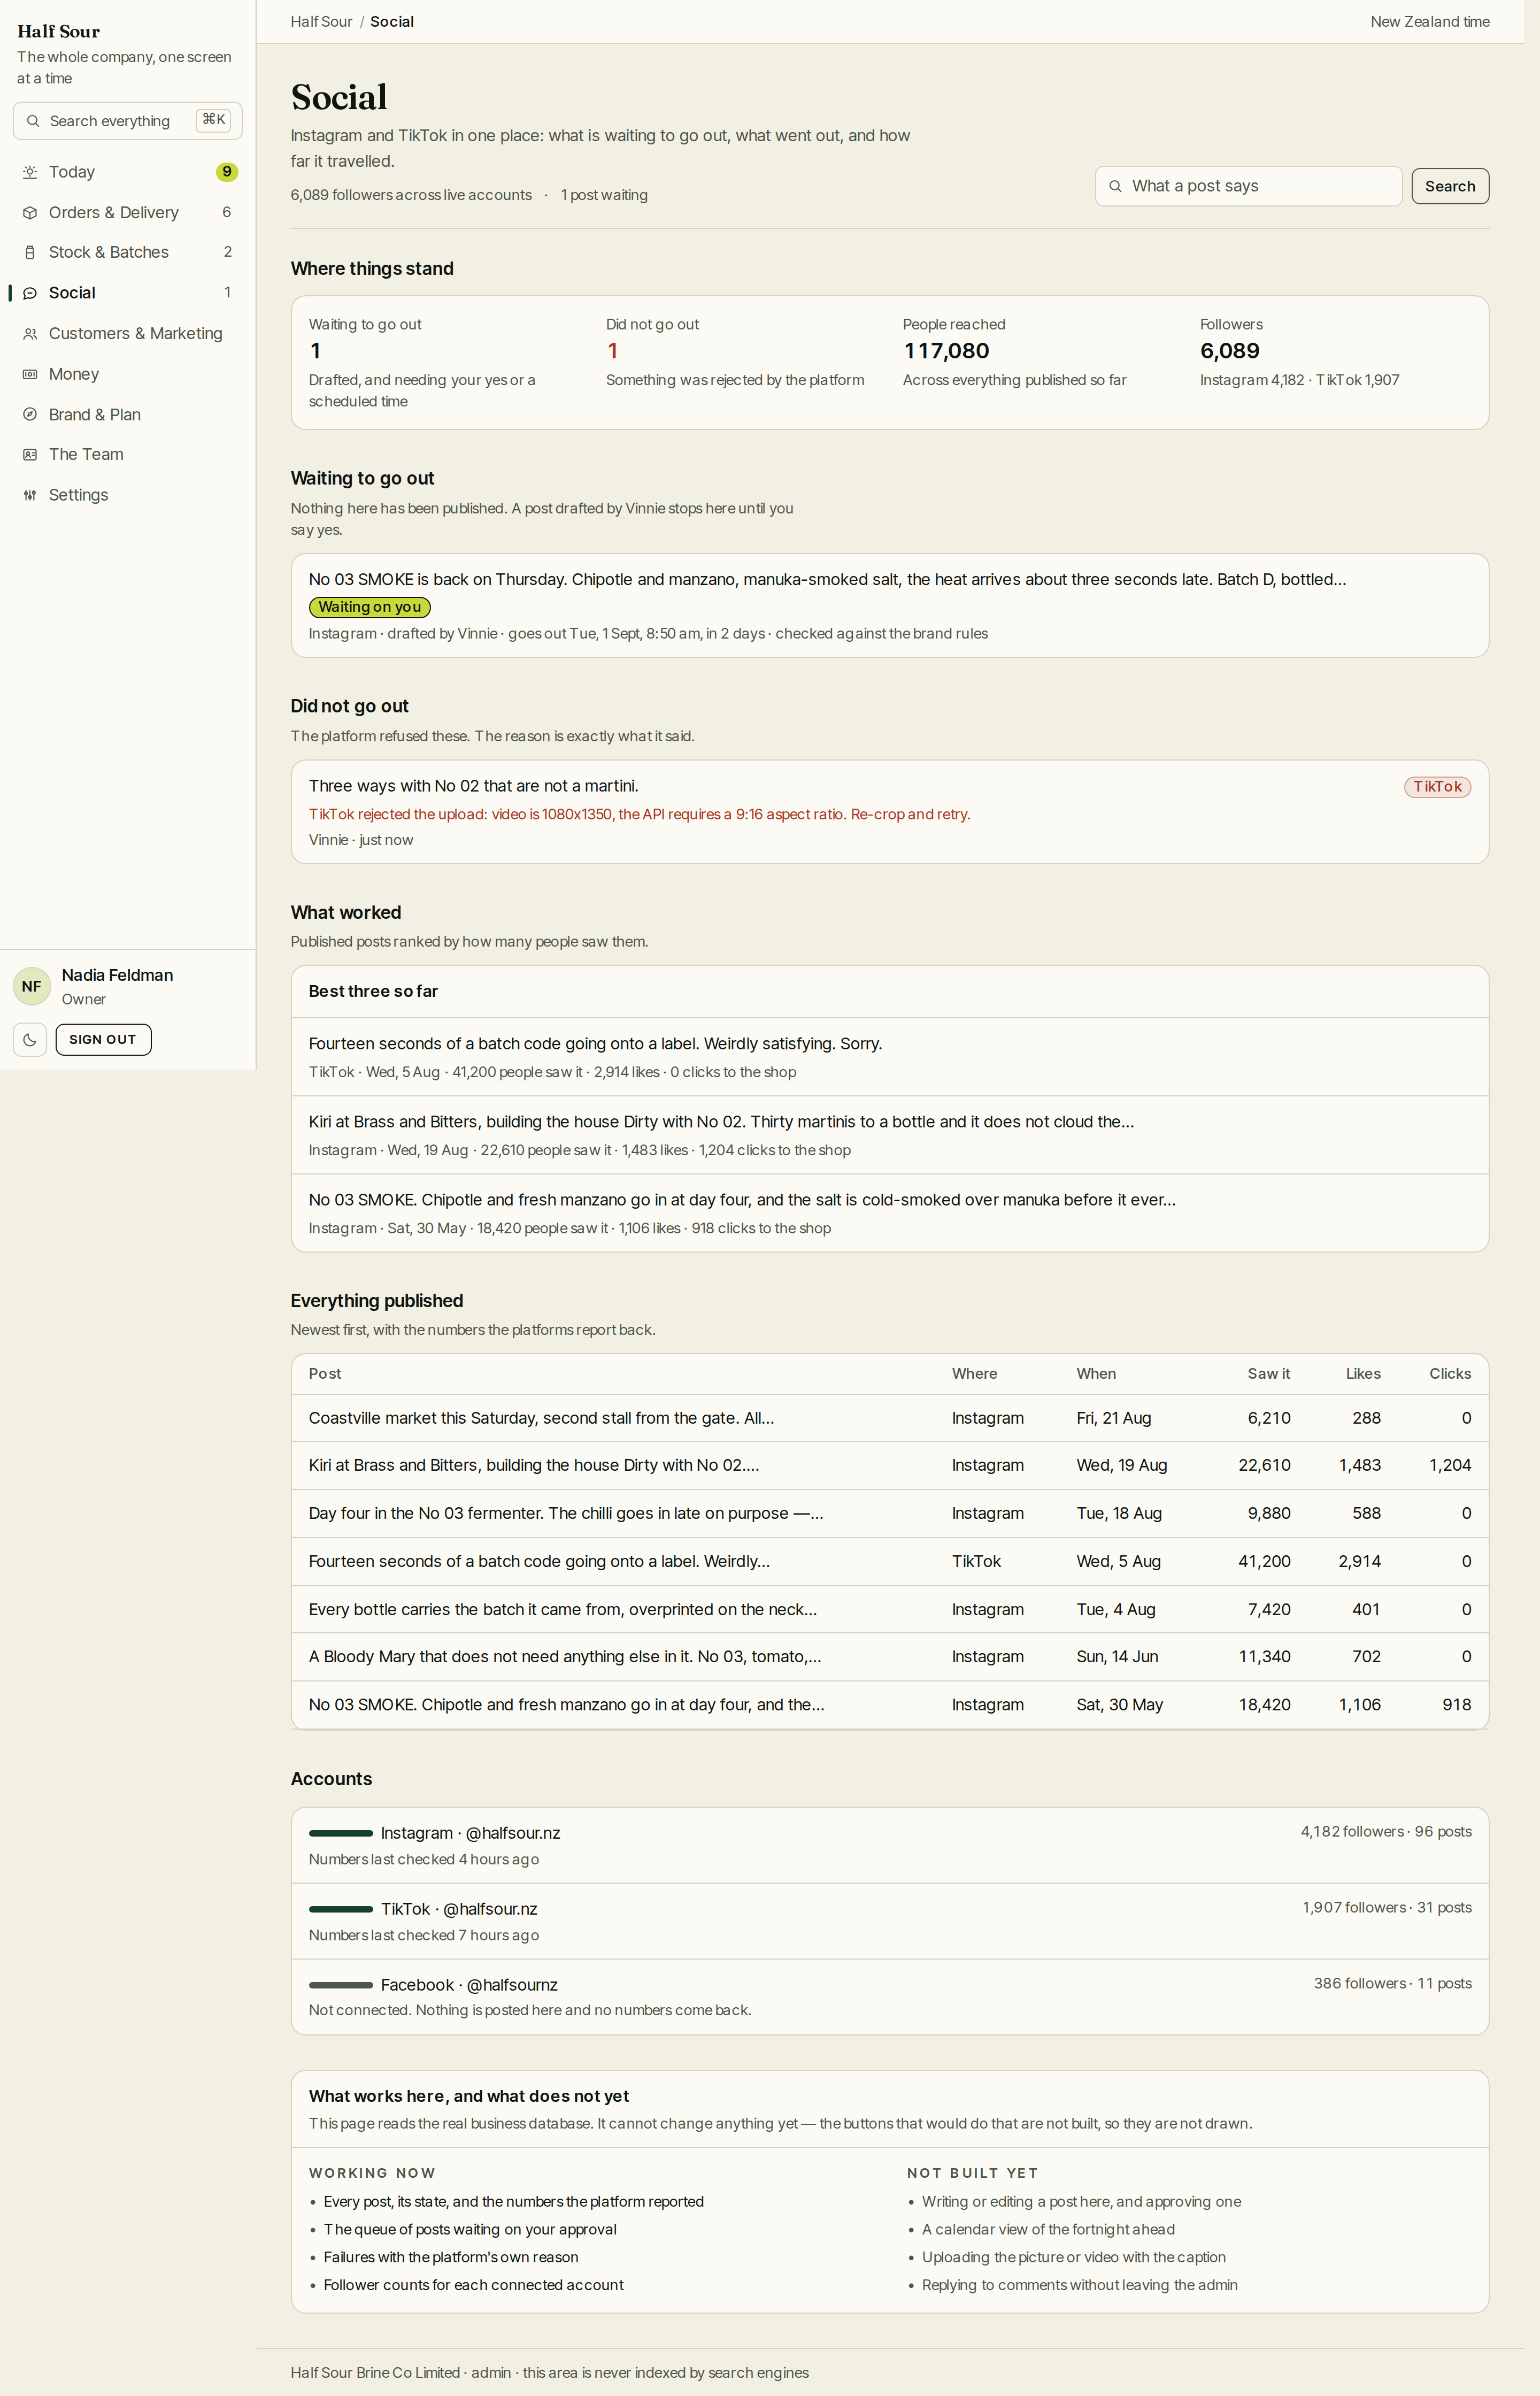 Half Sour
The whole company, one screen
at a time
Search everything ⌘K
Today 9
Orders & Delivery 6
Stock & Batches 2
Social 1
Customers & Marketing
Money
Brand & Plan
The Team
Settings
NF
Nadia Feldman
Owner
SIGN OUT
Half Sour / Social
New Zealand time
Social
Instagram and TikTok in one place: what is waiting to go out, what went out, and how
far it travelled.
6,089 followers across live accounts · 1 post waiting
What a post says
Search
Where things stand
Waiting to go out
1
Drafted, and needing your yes or a
scheduled time
Did not go out
1
Something was rejected by the platform
People reached
117,080
Across everything published so far
Followers
6,089
Instagram 4,182 · TikTok 1,907
Waiting to go out
Nothing here has been published. A post drafted by Vinnie stops here until you
say yes.
No 03 SMOKE is back on Thursday. Chipotle and manzano, manuka-smoked salt, the heat arrives about three seconds late. Batch D, bottled…
Waiting on you
Instagram · drafted by Vinnie · goes out Tue, 1 Sept, 8:50 am, in 2 days · checked against the brand rules
Did not go out
The platform refused these. The reason is exactly what it said.
Three ways with No 02 that are not a martini.
TikTok
TikTok rejected the upload: video is 1080x1350, the API requires a 9:16 aspect ratio. Re-crop and retry.
Vinnie · just now
What worked
Published posts ranked by how many people saw them.
Best three so far
Fourteen seconds of a batch code going onto a label. Weirdly satisfying. Sorry.
TikTok · Wed, 5 Aug · 41,200 people saw it · 2,914 likes · 0 clicks to the shop
Kiri at Brass and Bitters, building the house Dirty with No 02. Thirty martinis to a bottle and it does not cloud the…
Instagram · Wed, 19 Aug · 22,610 people saw it · 1,483 likes · 1,204 clicks to the shop
No 03 SMOKE. Chipotle and fresh manzano go in at day four, and the salt is cold-smoked over manuka before it ever…
Instagram · Sat, 30 May · 18,420 people saw it · 1,106 likes · 918 clicks to the shop
Everything published
Newest first, with the numbers the platforms report back.
Post Where When Saw it Likes Clicks
Coastville market this Saturday, second stall from the gate. All… Instagram Fri, 21 Aug 6,210 288 0
Kiri at Brass and Bitters, building the house Dirty with No 02.… Instagram Wed, 19 Aug 22,610 1,483 1,204
Day four in the No 03 fermenter. The chilli goes in late on purpose —… Instagram Tue, 18 Aug 9,880 588 0
Fourteen seconds of a batch code going onto a label. Weirdly… TikTok Wed, 5 Aug 41,200 2,914 0
Every bottle carries the batch it came from, overprinted on the neck… Instagram Tue, 4 Aug 7,420 401 0
A Bloody Mary that does not need anything else in it. No 03, tomato,… Instagram Sun, 14 Jun 11,340 702 0
No 03 SMOKE. Chipotle and fresh manzano go in at day four, and the… Instagram Sat, 30 May 18,420 1,106 918
Accounts
Instagram · @halfsour.nz 4,182 followers · 96 posts
Numbers last checked 4 hours ago
TikTok · @halfsour.nz 1,907 followers · 31 posts
Numbers last checked 7 hours ago
Facebook · @halfsournz 386 followers · 11 posts
Not connected. Nothing is posted here and no numbers come back.
What works here, and what does not yet
This page reads the real business database. It cannot change anything yet — the buttons that would do that are not built, so they are not drawn.
WORKING NOW
• Every post, its state, and the numbers the platform reported
• The queue of posts waiting on your approval
• Failures with the platform's own reason
• Follower counts for each connected account
NOT BUILT YET
• Writing or editing a post here, and approving one
• A calendar view of the fortnight ahead
• Uploading the picture or video with the caption
• Replying to comments without leaving the admin
Half Sour Brine Co Limited · admin · this area is never indexed by search engines